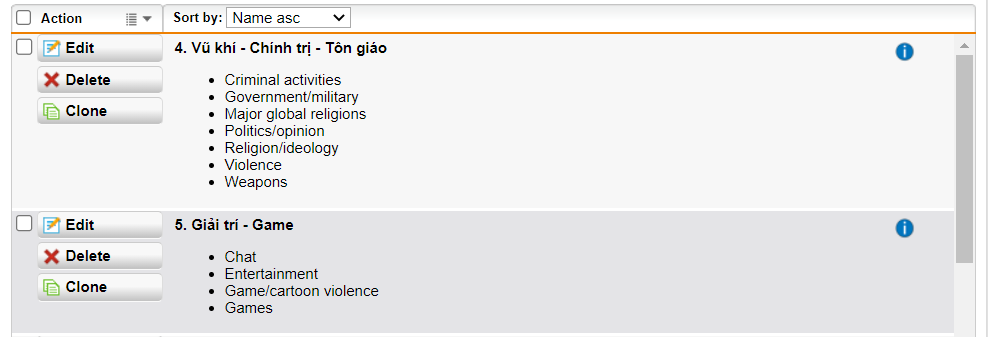 Action
Sort by: Name asc
Edit
Delete
Clone
4. Vũ khí - Chính trị - Tôn giáo
Criminal activities
Government/military
Major global religions
Politics/opinion
Religion/ideology
Violence
Weapons
Edit
Delete
Clone
5. Giải trí - Game
Chat
Entertainment
Game/cartoon violence
Games